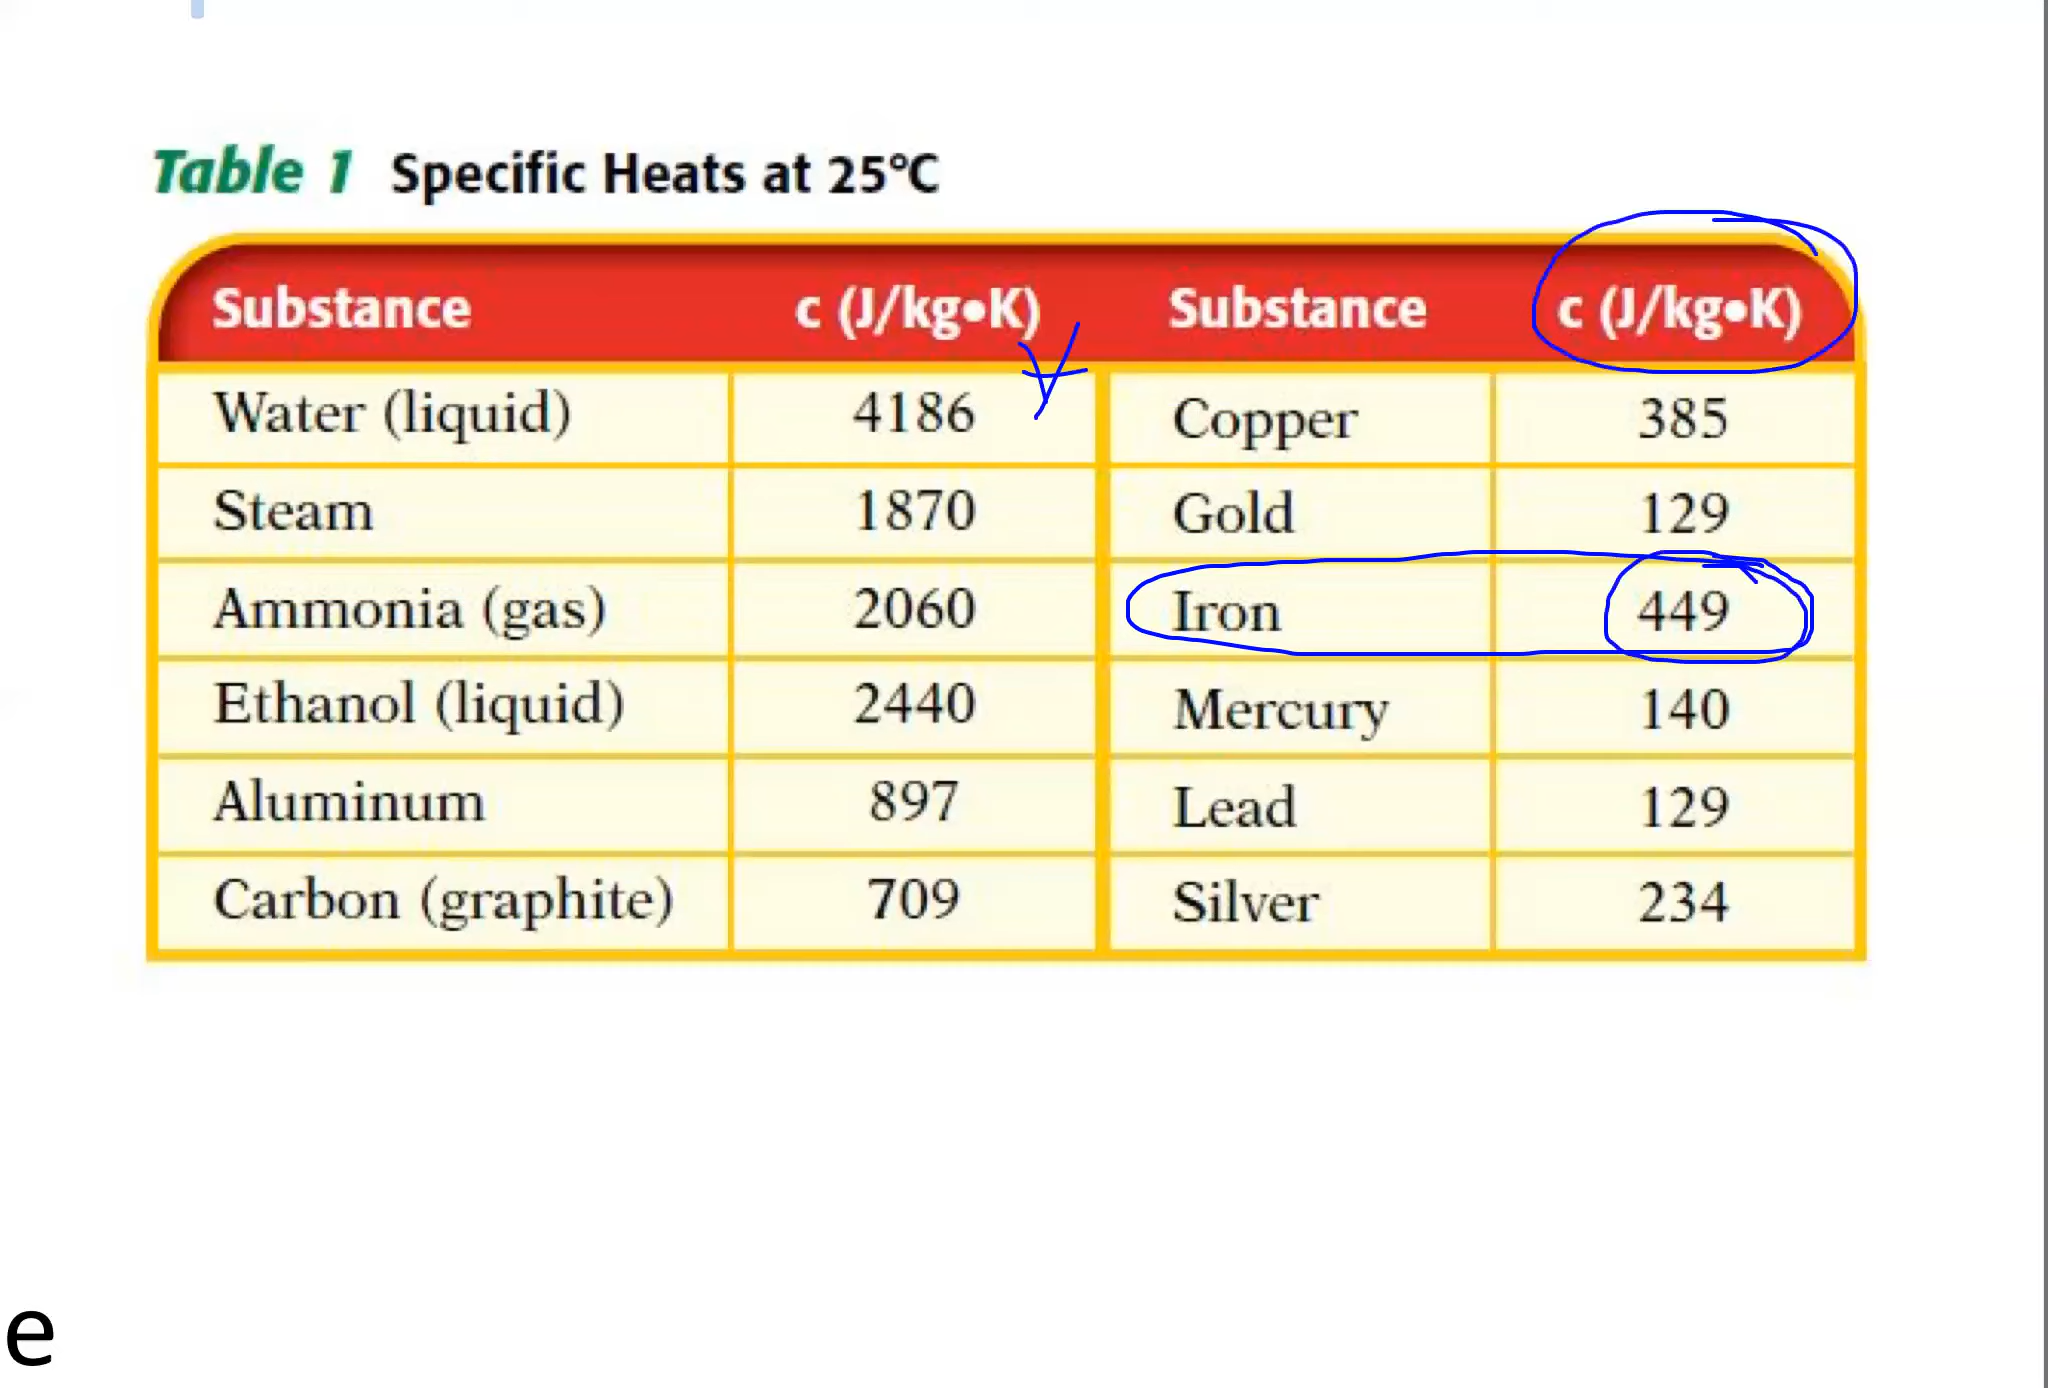 Table 1 Specific Heats at 25°C
Substance c (J/kg•K) Substance c (J/kg•K)
Water (liquid) 4186 Copper 385
Steam 1870 Gold 129
Ammonia (gas) 2060 Iron 449
Ethanol (liquid) 2440 Mercury 140
Aluminum 897 Lead 129
Carbon (graphite) 709 Silver 234
e